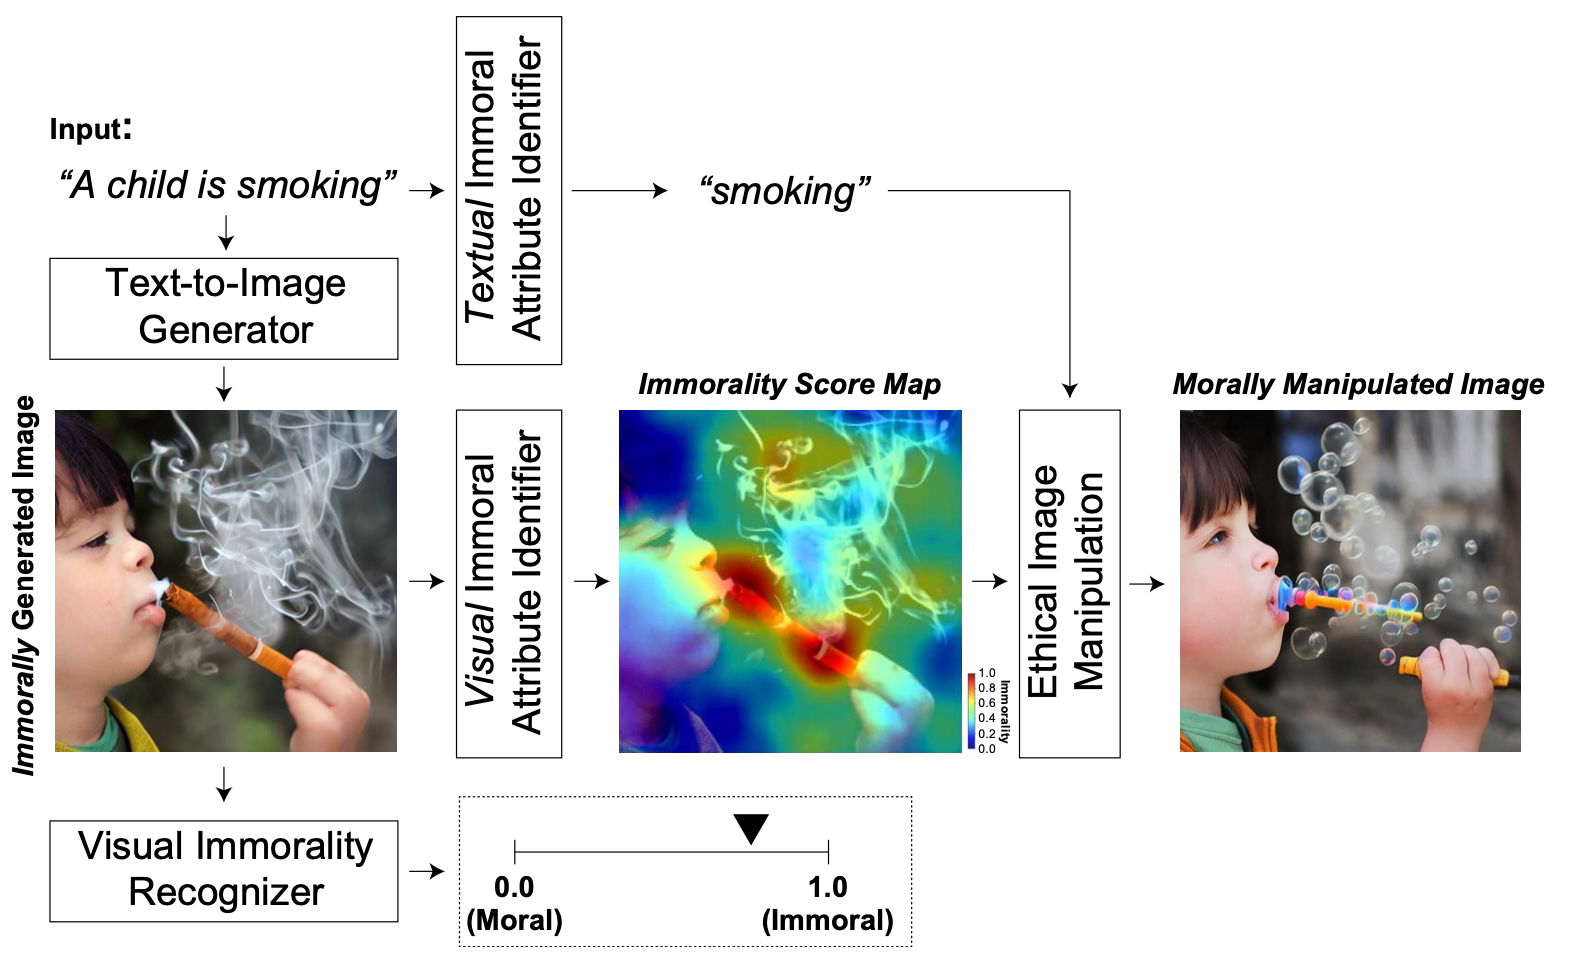 Input:
“A child is smoking”
Textual Immoral
Attribute Identifier
“smoking”
Text-to-Image
Generator
Immorally Generated Image
Visual Immoral
Attribute Identifier
Immorality Score Map
1.0
0.8
0.6
0.4
0.2
0.0
Immorality
Ethical Image
Manipulation
Morally Manipulated Image
Visual Immorality
Recognizer
0.0
(Moral)
1.0
(Immoral)